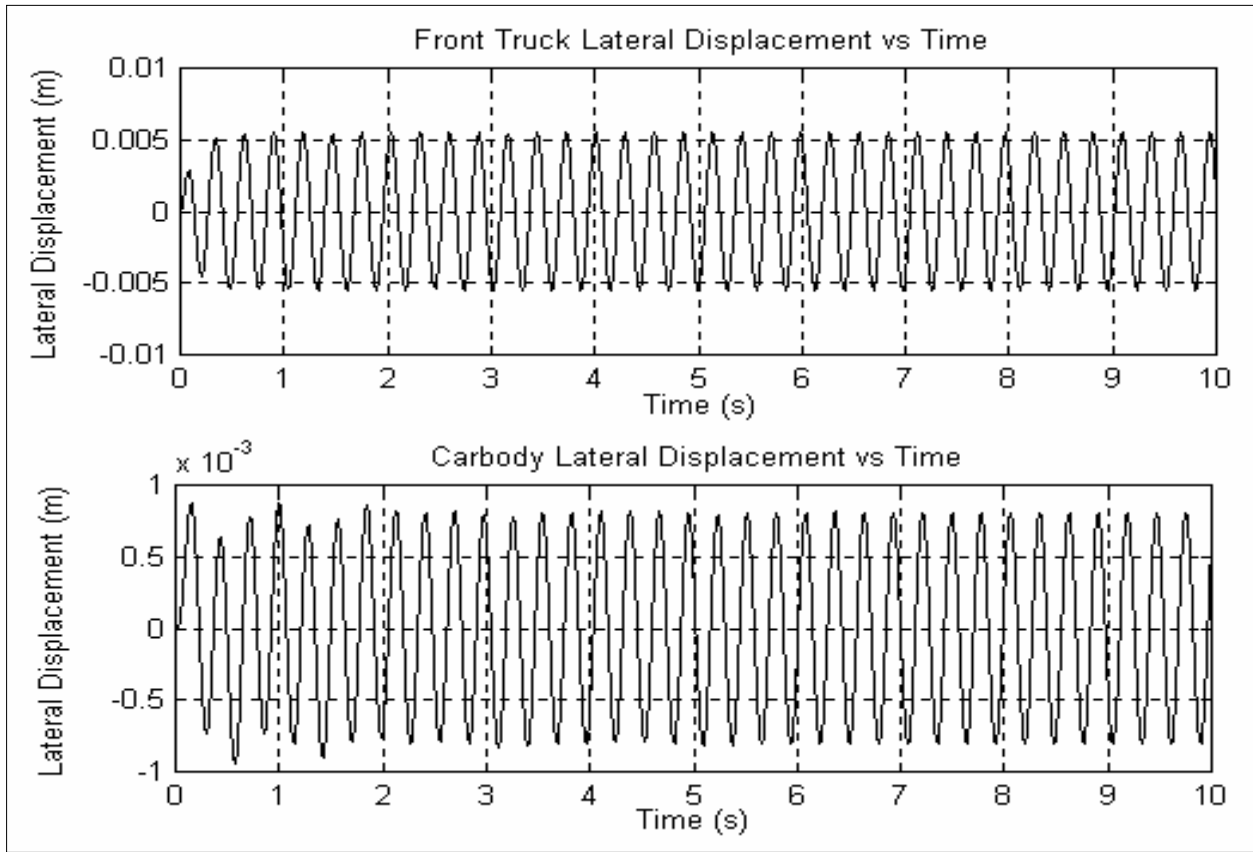 Front Truck Lateral Displacement vs Time
Lateral Displacement (m)
0.01
0.005
0
-0.005
-0.01
0 1 2 3 4 5 6 7 8 9 10
Time (s)
x 10-3
Carbody Lateral Displacement vs Time
Lateral Displacement (m)
1
0.5
0
-0.5
-1
0 1 2 3 4 5 6 7 8 9 10
Time (s)